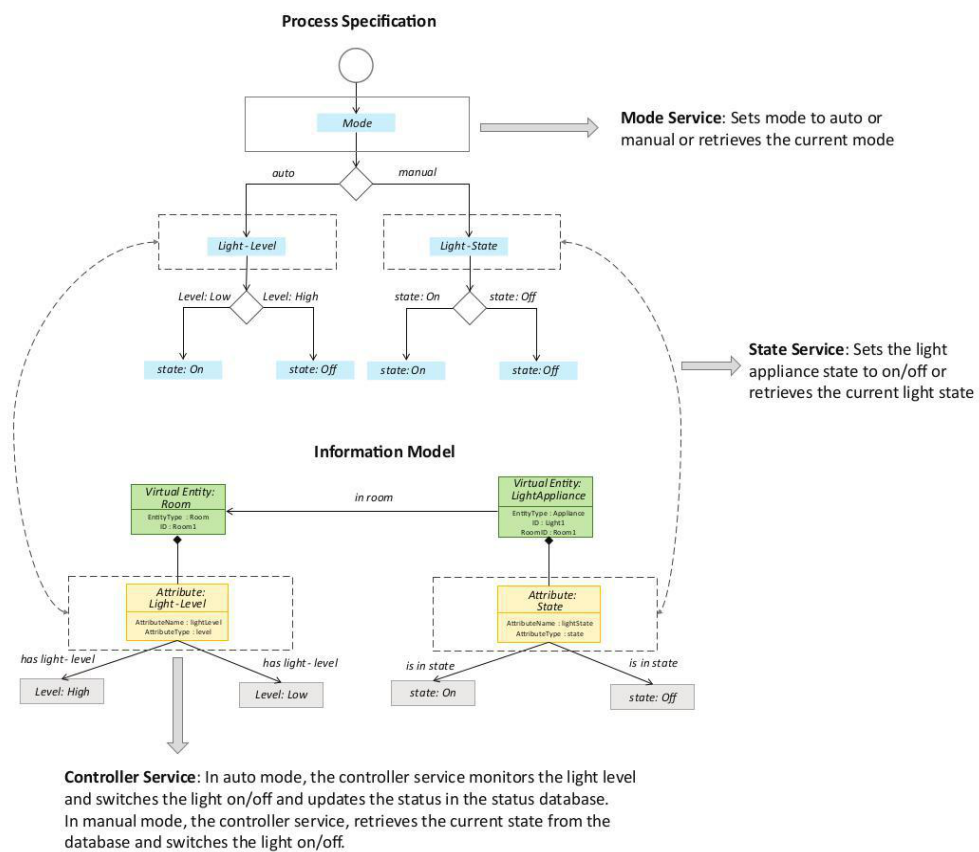 Process Specification
Mode
Mode Service: Sets mode to auto or
manual or retrieves the current mode
auto
manual
Light-Level
Light-State
Level: Low
Level: High
state: On
state: Off
state: On
state: Off
state: On
state: Off
State Service: Sets the light
appliance state to on/off or
retrieves the current light state
Information Model
Virtual Entity:
Room
EntityType : Room
ID : Room1
in room
Virtual Entity:
LightAppliance
EntityType : Appliance
ID : Light1
RoomID : Room1
Attribute:
Light-Level
AttributeName : lightLevel
AttributeType : level
Attribute:
State
AttributeName : lightState
AttributeType : state
has light- level
has light- level
is in state
is in state
Level: High
Level: Low
state: On
state: Off
Controller Service: In auto mode, the controller service monitors the light level
and switches the light on/off and updates the status in the status database.
In manual mode, the controller service, retrieves the current state from the
database and switches the light on/off.